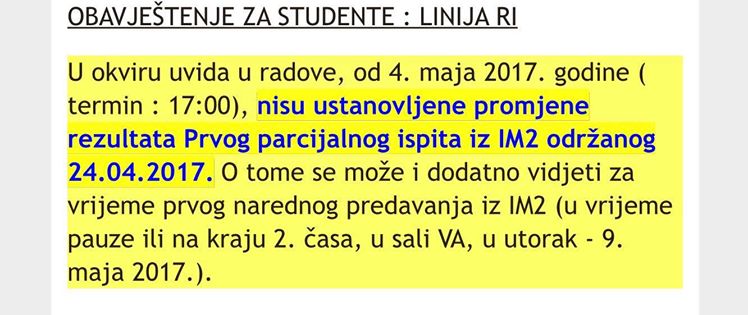 OBAVJEŠTENJE ZA STUDENTE : LINIJA RI
U okviru uvida u radove, od 4. maja 2017. godine (
termin : 17:00), nisu ustanovljene promjene
rezultata Prvog parcijalnog ispita iz IM2 održanog
24.04.2017. O tome se može i dodatno vidjeti za
vrijeme prvog narednog predavanja iz IM2 (u vrijeme
pauze ili na kraju 2. časa, u sali VA, u utorak - 9.
maja 2017.).